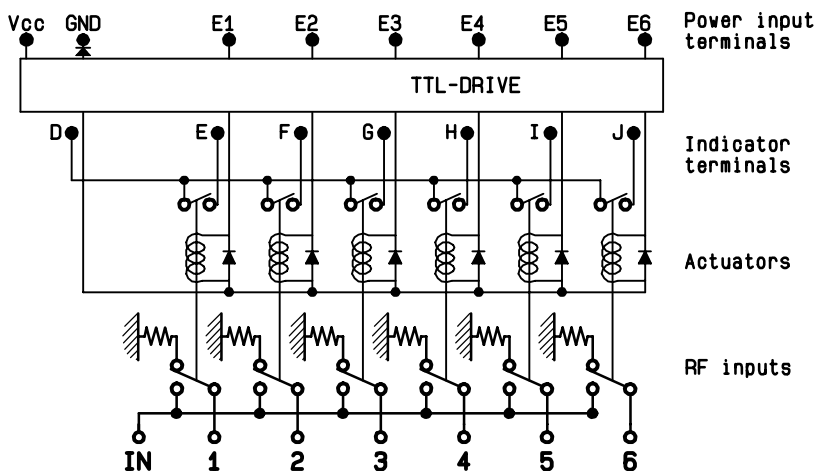 Vcc GND E1 E2 E3 E4 E5 E6 Power input
terminals
TTL-DRIVE
D E F G H I J Indicator
terminals
Actuators
RF inputs
IN 1 2 3 4 5 6